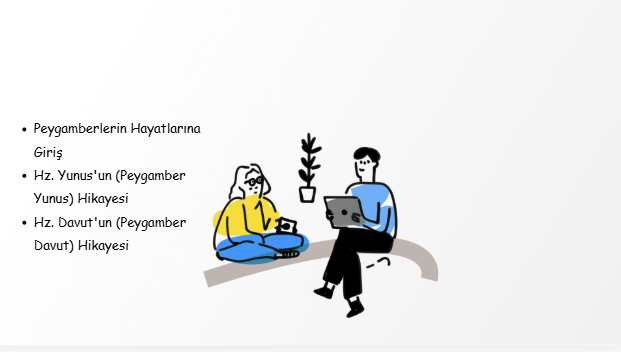 • Peygamberlerin Hayatlarına
Giriş
• Hz. Yunus'un (Peygamber
Yunus) Hikayesi
• Hz. Davut'un (Peygamber
Davut) Hikayesi